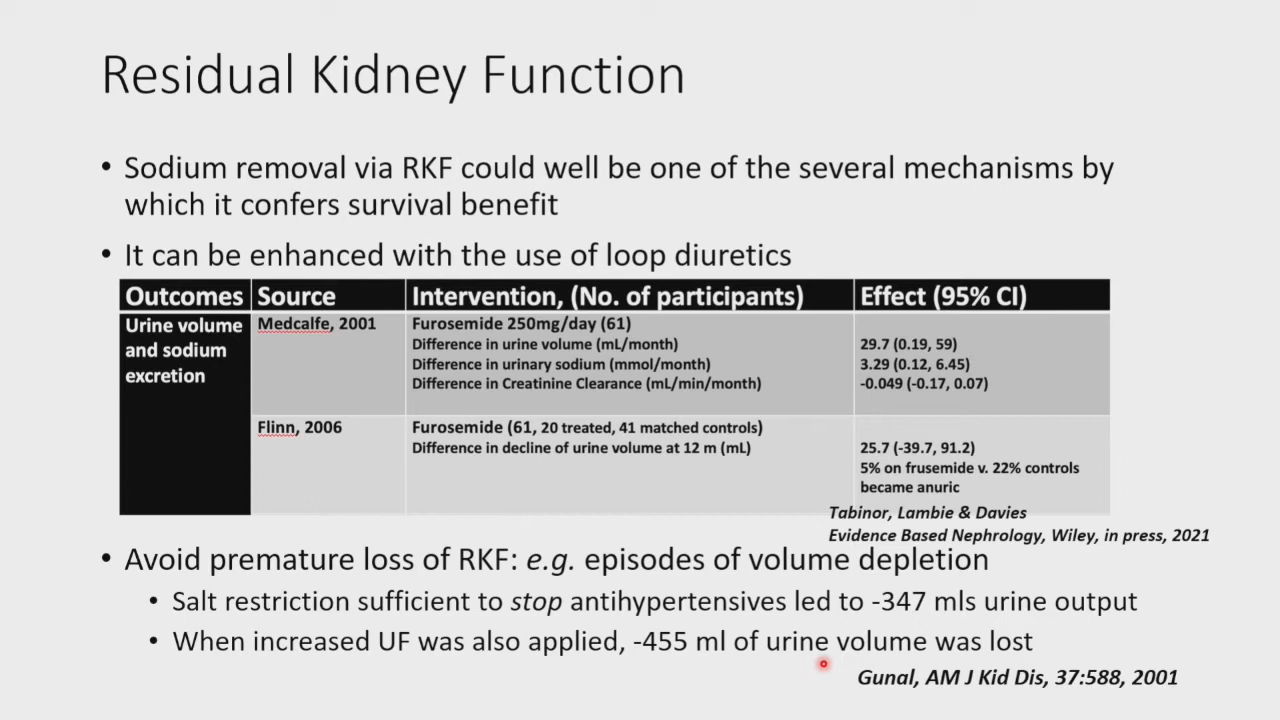 Residual Kidney Function
• Sodium removal via RKF could well be one of the several mechanisms by
which it confers survival benefit
• It can be enhanced with the use of loop diuretics
Outcomes Source Intervention, (No. of participants) Effect (95% CI)
Urine volume
and sodium
excretion
Medcalfe, 2001
Furosemide 250mg/day (61)
Difference in urine volume (mL/month) 29.7 (0.19, 59)
Difference in urinary sodium (mmol/month) 3.29 (0.12, 6.45)
Difference in Creatinine Clearance (mL/min/month) -0.049 (-0.17, 0.07)
Flinn, 2006
Furosemide (61, 20 treated, 41 matched controls)
Difference in decline of urine volume at 12 m (mL) 25.7 (-39.7, 91.2)
5% on frusemide v. 22% controls
became anuric
Tabinor, Lambie & Davies
Evidence Based Nephrology, Wiley, in press, 2021
• Avoid premature loss of RKF: e.g. episodes of volume depletion
• Salt restriction sufficient to stop antihypertensives led to -347 mls urine output
• When increased UF was also applied, -455 ml of urine volume was lost
Gunal, AM J Kid Dis, 37:588, 2001